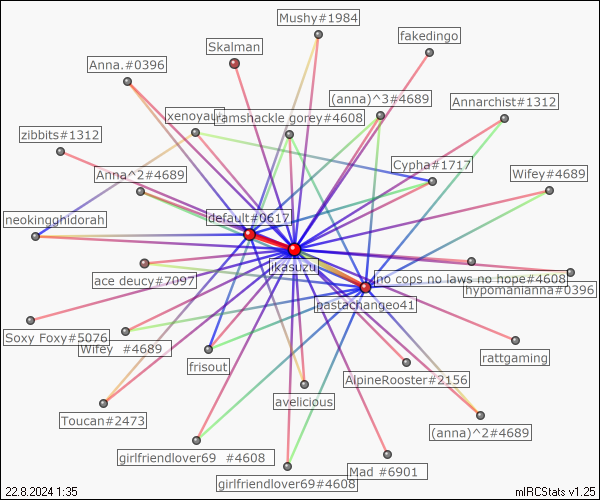 Mushy#1984
Skalman
fakedingo
Anna.#0396
(anna)^3#4689
Annarchist#1312
xenoyaui
ramshackle gorey#4608
zibbits#1312
Cypha#1717
Anna^2#4689
Wifey#4689
neokingghidorah
default#0617
ikasuzu
ace deucy#7097
no cops no laws no hope#4608
hypomanianna#0396
pastachangeo41
Soxy Foxy#5076
Wifey #4689
frisout
rattgaming
AlpineRooster#2156
avelicious
Toucan#2473
(anna)^2#4689
girlfriendlover69 #4608
Mad #6901
girlfriendlover69#4608
22.8.2024 1:35
mIRCStats v1.25